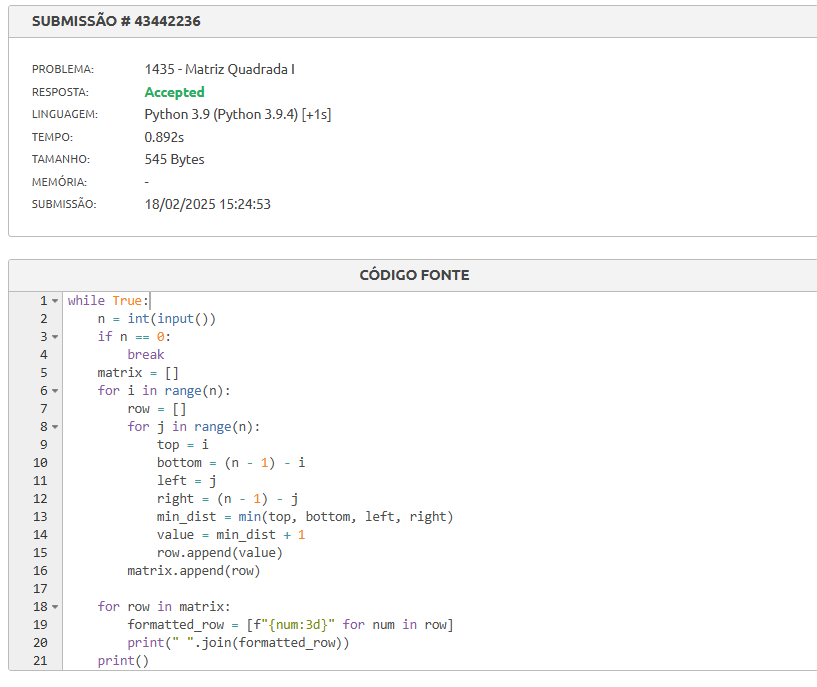 SUBMISSÃO # 43442236
PROBLEMA: 1435 - Matriz Quadrada I
RESPOSTA: Accepted
LINGUAGEM: Python 3.9 (Python 3.9.4) [+1s]
TEMPO: 0.892s
TAMANHO: 545 Bytes
MEMÓRIA: -
SUBMISSÃO: 18/02/2025 15:24:53
CÓDIGO FONTE
1 while True:
2     n = int(input())
3     if n == 0:
4         break
5     matrix = []
6     for i in range(n):
7         row = []
8         for j in range(n):
9             top = i
10             bottom = (n - 1) - i
11             left = j
12             right = (n - 1) - j
13             min_dist = min(top, bottom, left, right)
14             value = min_dist + 1
15             row.append(value)
16         matrix.append(row)
17
18     for row in matrix:
19         formatted_row = [f"{num:3d}" for num in row]
20         print(" ".join(formatted_row))
21     print()